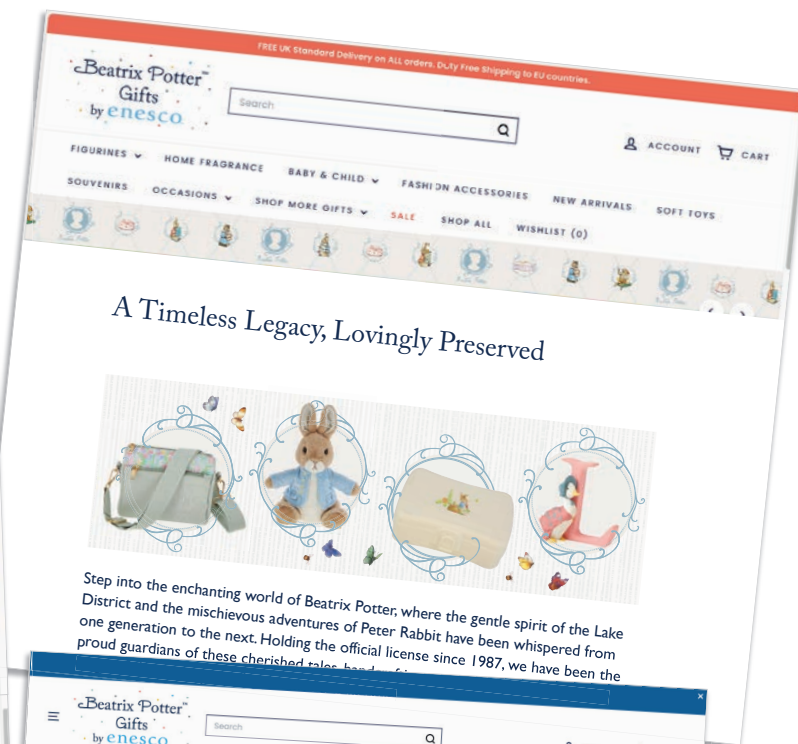 FREE UK Standard Delivery on ALL orders. Duty Free Shipping to EU countries.
Beatrix Potter™
Gifts
by enesco
Search
ACCOUNT
CART
FIGURINES
HOME FRAGRANCE
BABY & CHILD
FASHION ACCESSORIES
NEW ARRIVALS
SOFT TOYS
SOUVENIRS
OCCASIONS
SHOP MORE GIFTS
SALE
SHOP ALL
WISHLIST (0)
A Timeless Legacy, Lovingly Preserved
L
Step into the enchanting world of Beatrix Potter, where the gentle spirit of the Lake
District and the mischievous adventures of Peter Rabbit have been whispered from
one generation to the next. Holding the official license since 1987, we have been the
proud guardians of these cherished tales
Beatrix Potter™
Gifts
by enesco
Search